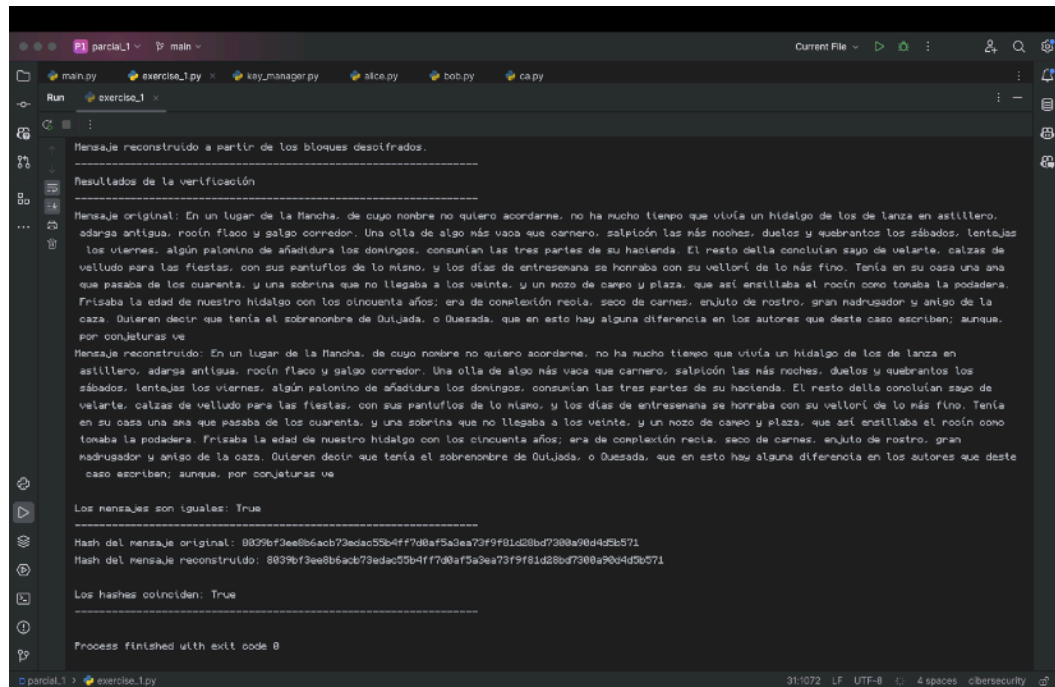 P1 parcial_1 main Current File
main.py exercise_1.py key_manager.py alice.py bob.py ca.py
Run exercise_1
Mensaje reconstruido a partir de los bloques descifrados.
----------------------------------------------------------------
Resultados de la verificación
----------------------------------------------------------------
Mensaje original: En un lugar de la Mancha, de cuyo nombre no quiero acordarme, no ha mucho tiempo que vivía un hidalgo de los de lanza en astillero,
adarga antigua, rocín flaco y galgo corredor. Una olla de algo más vaca que carnero, salpicón las más noches, duelos y quebrantos los sábados, lentejas
los viernes, algún palomino de añadidura los domingos, consumían las tres partes de su hacienda. El resto della concluían sayo de velarte, calzas de
velludo para las fiestas, con sus pantuflos de lo mismo, y los días de entresemana se honraba con su vellorí de lo más fino. Tenía en su casa una ama
que pasaba de los cuarenta, y una sobrina que no llegaba a los veinte, y un mozo de campo y plaza, que así ensillaba el rocín como tomaba la podadera.
Frisaba la edad de nuestro hidalgo con los cincuenta años; era de complexión recia, seco de carnes, enjuto de rostro, gran madrugador y amigo de la
caza. Quieren decir que tenía el sobrenombre de Quijada, o Quesada, que en esto hay alguna diferencia en los autores que deste caso escriben; aunque,
por conjeturas ve
Mensaje reconstruido: En un lugar de la Mancha, de cuyo nombre no quiero acordarme, no ha mucho tiempo que vivía un hidalgo de los de lanza en
astillero, adarga antigua, rocín flaco y galgo corredor. Una olla de algo más vaca que carnero, salpicón las más noches, duelos y quebrantos los
sábados, lentejas los viernes, algún palomino de añadidura los domingos, consumían las tres partes de su hacienda. El resto della concluían sayo de
velarte, calzas de velludo para las fiestas, con sus pantuflos de lo mismo, y los días de entresemana se honraba con su vellorí de lo más fino. Tenía
en su casa una ama que pasaba de los cuarenta, y una sobrina que no llegaba a los veinte, y un mozo de campo y plaza, que así ensillaba el rocín como
tomaba la podadera. Frisaba la edad de nuestro hidalgo con los cincuenta años; era de complexión recia, seco de carnes, enjuto de rostro, gran
madrugador y amigo de la caza. Quieren decir que tenía el sobrenombre de Quijada, o Quesada, que en esto hay alguna diferencia en los autores que deste
caso escriben; aunque, por conjeturas ve
Los mensajes son iguales: True
----------------------------------------------------------------
Hash del mensaje original: 8039bf3ee8b6acb73edac55b4ff7d0af5a3ea73f9f81d28bd7300a90d4d5b571
Hash del mensaje reconstruido: 8039bf3ee8b6acb73edac55b4ff7d0af5a3ea73f9f81d28bd7300a90d4d5b571
Los hashes coinciden: True
----------------------------------------------------------------
Process finished with exit code 0
parcial_1 > exercise_1.py 31:1072 LF UTF-8 4 spaces cibersecurity